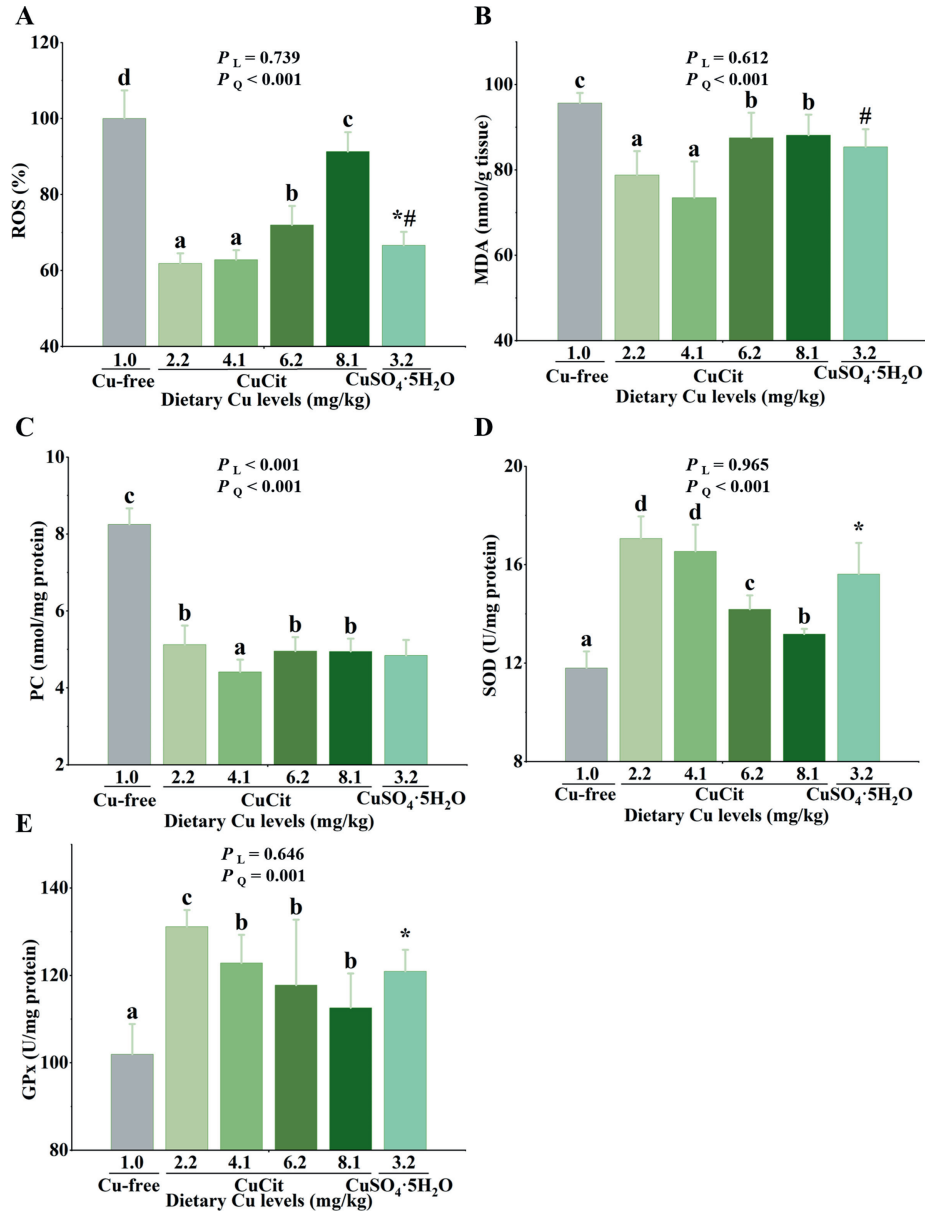 A
ROS (%)
120
100
80
60
40
P L = 0.739
P Q < 0.001
d
a
a
b
c
*#
1.0 2.2 4.1 6.2 8.1 3.2
Cu-free CuCit CuSO4·5H2O
Dietary Cu levels (mg/kg)
B
MDA (nmol/g tissue)
100
80
60
40
P L = 0.612
P Q < 0.001
c
a
a
b
b
#
1.0 2.2 4.1 6.2 8.1 3.2
Cu-free CuCit CuSO4·5H2O
Dietary Cu levels (mg/kg)
C
PC (nmol/mg protein)
10
8
6
4
2
P L < 0.001
P Q < 0.001
c
b
a
b
b
1.0 2.2 4.1 6.2 8.1 3.2
Cu-free CuCit CuSO4·5H2O
Dietary Cu levels (mg/kg)
D
SOD (U/mg protein)
20
16
12
8
P L = 0.965
P Q < 0.001
a
d
d
c
b
*
1.0 2.2 4.1 6.2 8.1 3.2
Cu-free CuCit CuSO4·5H2O
Dietary Cu levels (mg/kg)
E
GPx (U/mg protein)
140
120
100
80
P L = 0.646
P Q = 0.001
a
c
b
b
b
*
1.0 2.2 4.1 6.2 8.1 3.2
Cu-free CuCit CuSO4·5H2O
Dietary Cu levels (mg/kg)